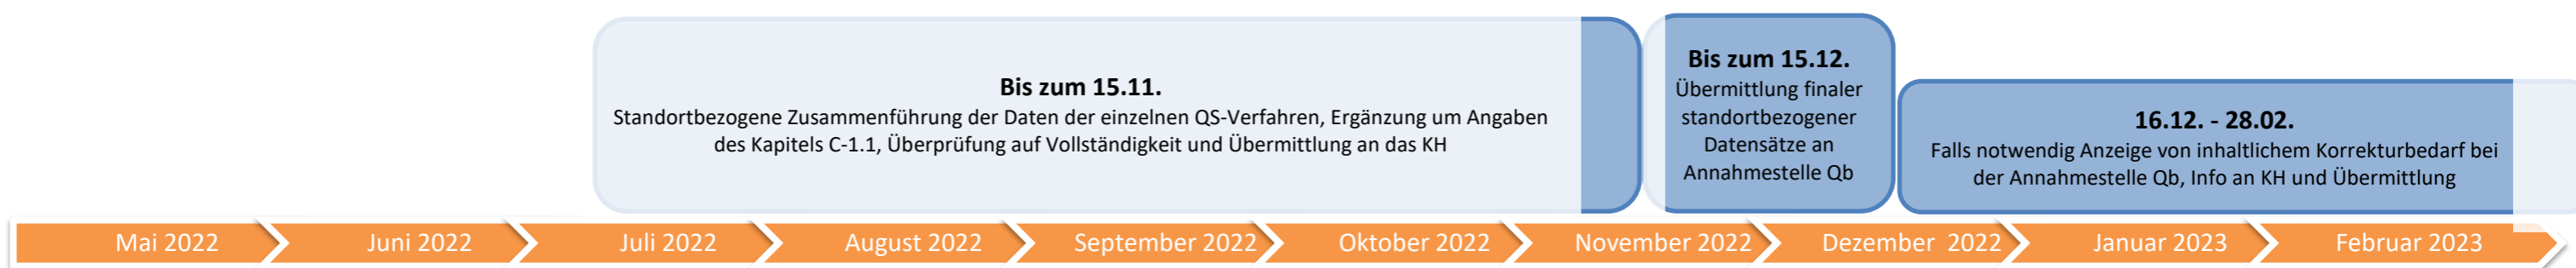 Bis zum 15.11.
Standortbezogene Zusammenführung der Daten der einzelnen QS-Verfahren, Ergänzung um Angaben
des Kapitels C-1.1, Überprüfung auf Vollständigkeit und Übermittlung an das KH
Bis zum 15.12.
Übermittlung finaler
standortbezogener
Datensätze an
Annahmestelle Qb
16.12. - 28.02.
Falls notwendig Anzeige von inhaltlichem Korrekturbedarf bei
der Annahmestelle Qb, Info an KH und Übermittlung
Mai 2022
Juni 2022
Juli 2022
August 2022
September 2022
Oktober 2022
November 2022
Dezember 2022
Januar 2023
Februar 2023